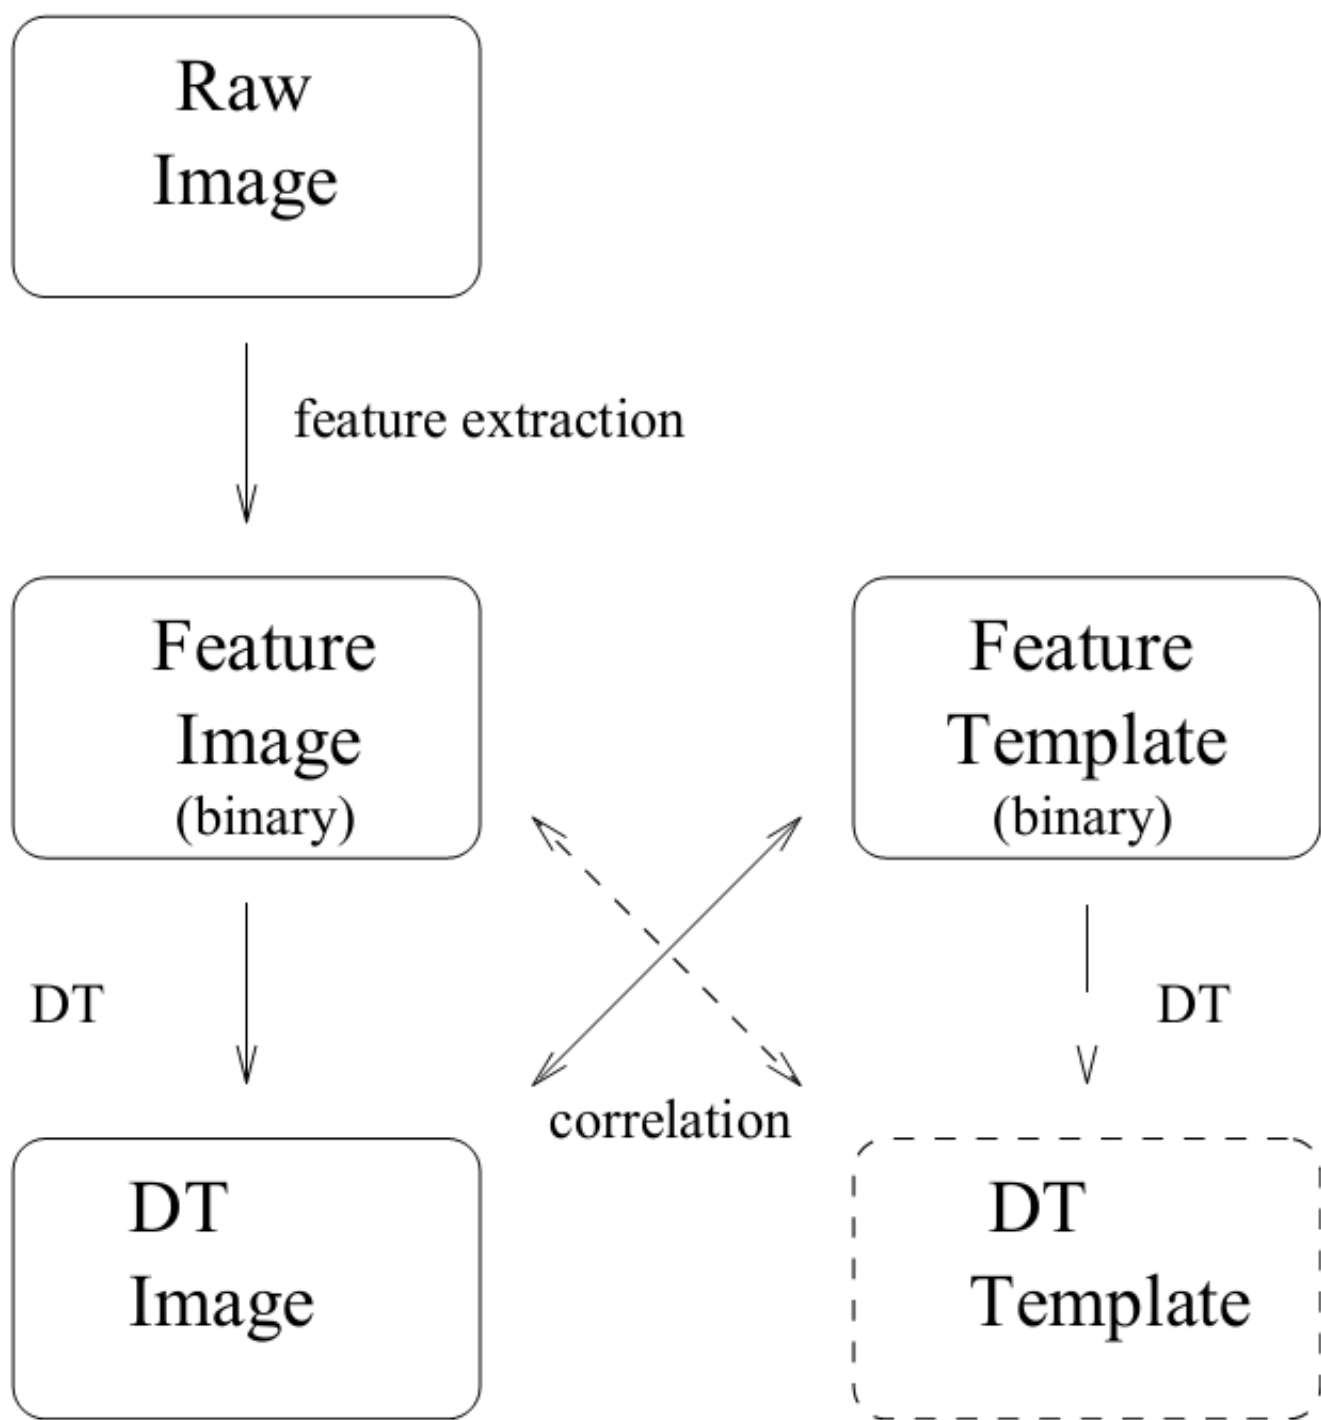 Raw
Image
feature extraction
Feature
Image
(binary)
Feature
Template
(binary)
DT
DT
correlation
DT
Image
DT
Template